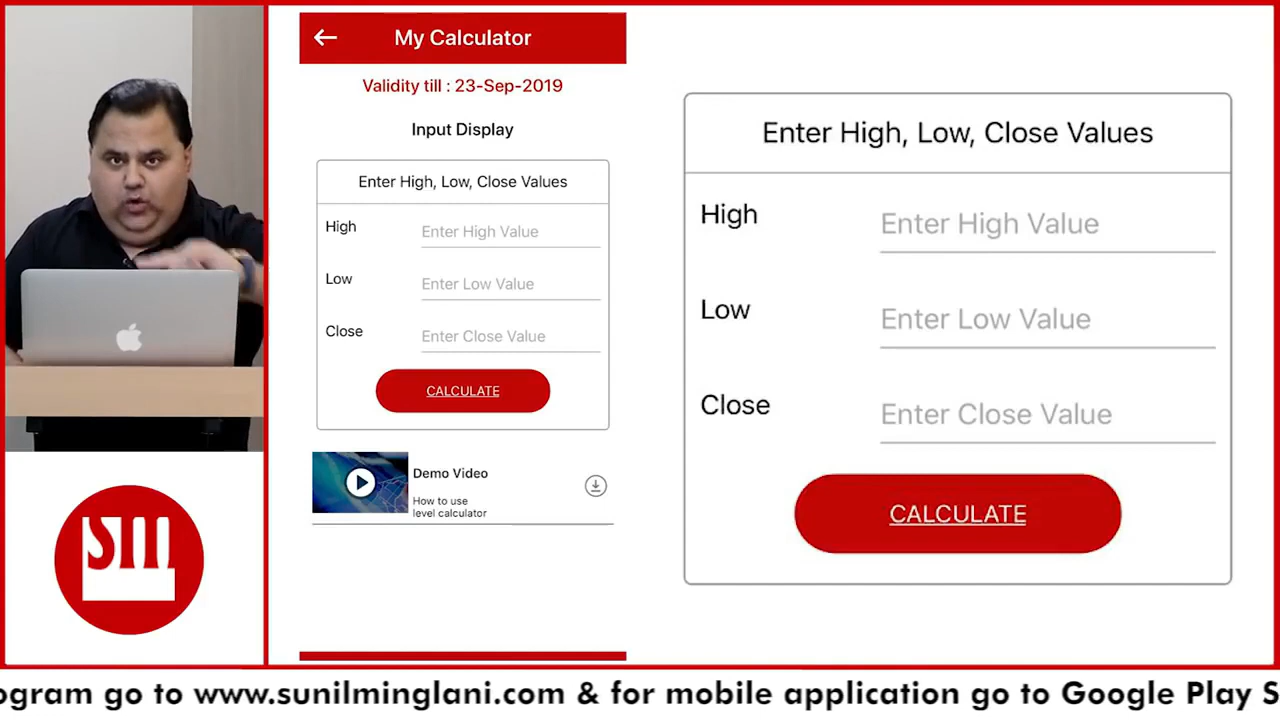 My Calculator
Validity till : 23-Sep-2019
Input Display
Enter High, Low, Close Values
High
Enter High Value
Low
Enter Low Value
Close
Enter Close Value
CALCULATE
Demo Video
How to use
level calculator
Enter High, Low, Close Values
High
Enter High Value
Low
Enter Low Value
Close
Enter Close Value
CALCULATE
sm
ogram go to www.sunilminglani.com & for mobile application go to Google Play S